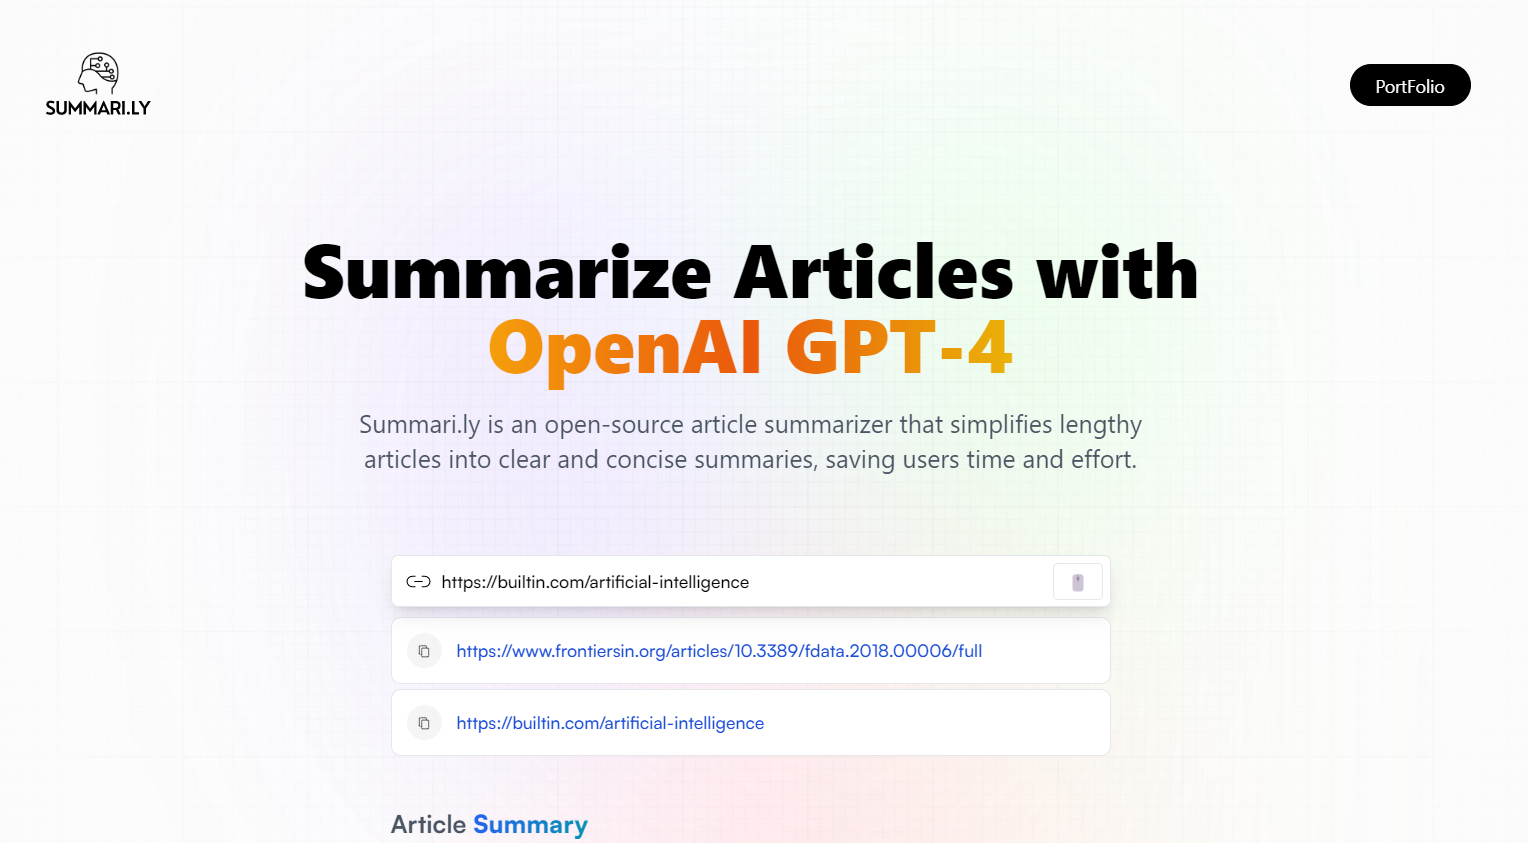 SUMMARI.LY
PortFolio
Summarize Articles with
OpenAI GPT-4
Summari.ly is an open-source article summarizer that simplifies lengthy
articles into clear and concise summaries, saving users time and effort.
https://builtin.com/artificial-intelligence
https://www.frontiersin.org/articles/10.3389/fdata.2018.00006/full
https://builtin.com/artificial-intelligence
Article Summary